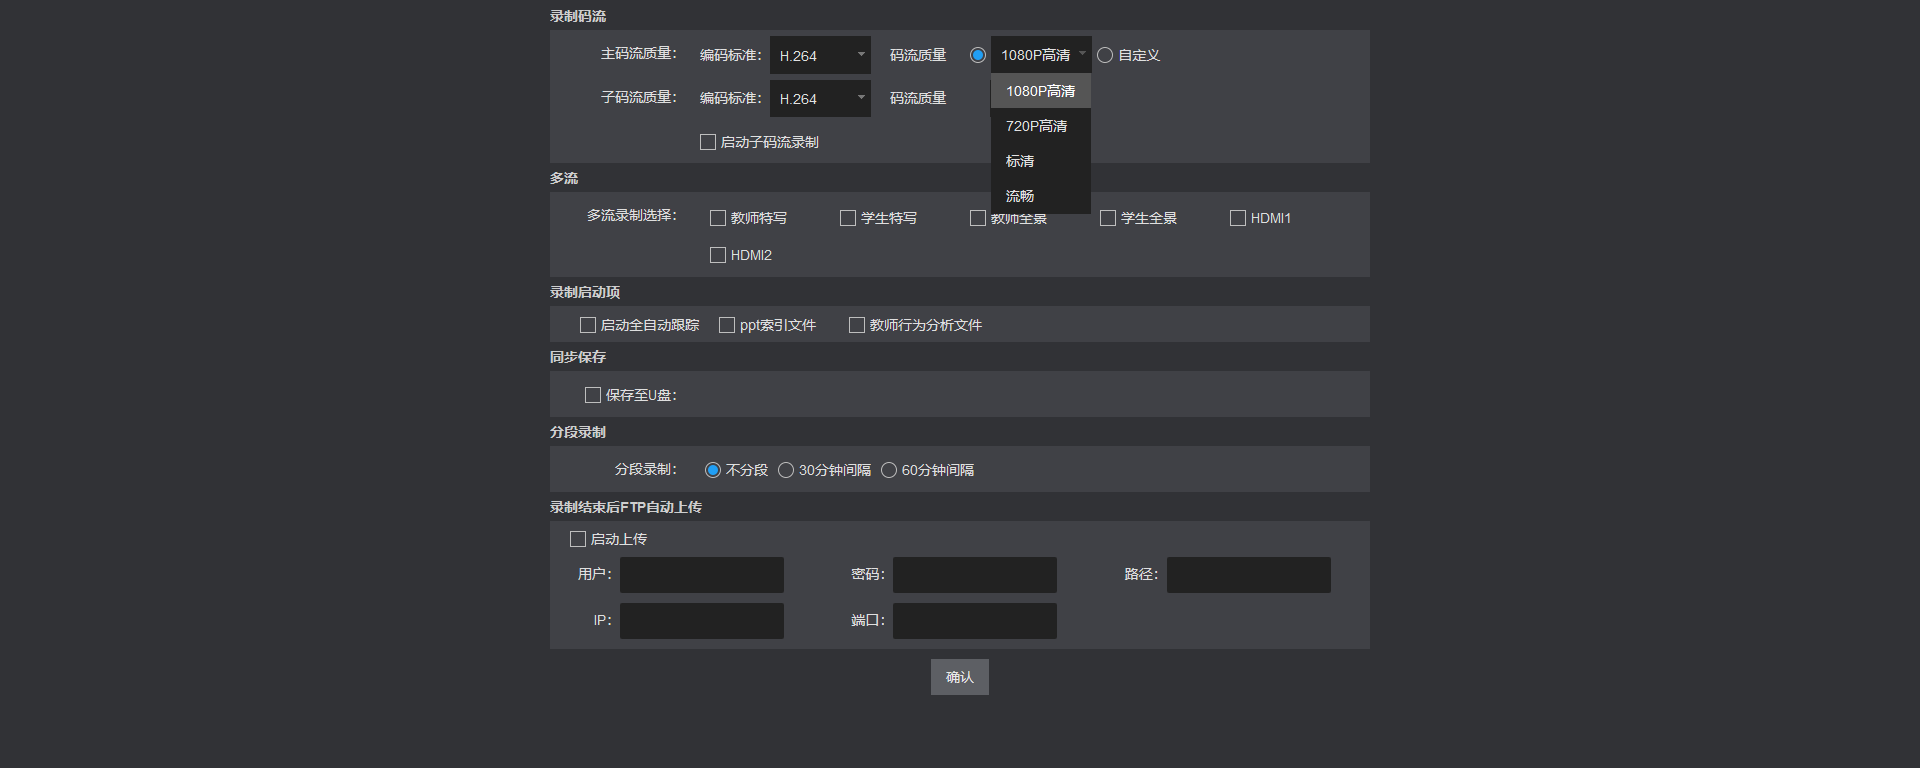 录制码流
主码流质量: 编码标准: H.264 码流质量 1080P高清 自定义
1080P高清
子码流质量: 编码标准: H.264 码流质量
720P高清
启动子码流录制
标清
多流
流畅
多流录制选择: 教师特写 学生特写 教师全景 学生全景 HDMI1
HDMI2
录制启动项
启动全自动跟踪 ppt索引文件 教师行为分析文件
同步保存
保存至U盘:
分段录制
分段录制: 不分段 30分钟间隔 60分钟间隔
录制结束后FTP自动上传
启动上传
用户: 密码: 路径:
IP: 端口:
确认